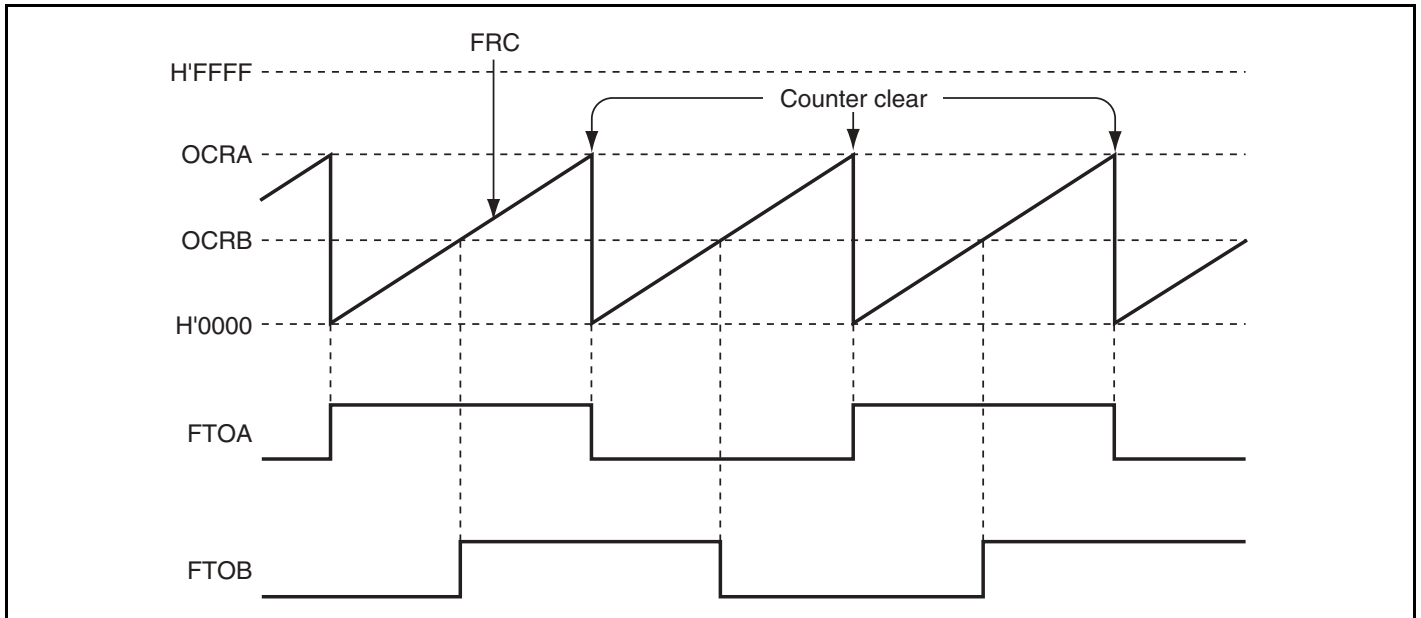 FRC
H'FFFF
Counter clear
OCRA
OCRB
H'0000
FTOA
FTOB